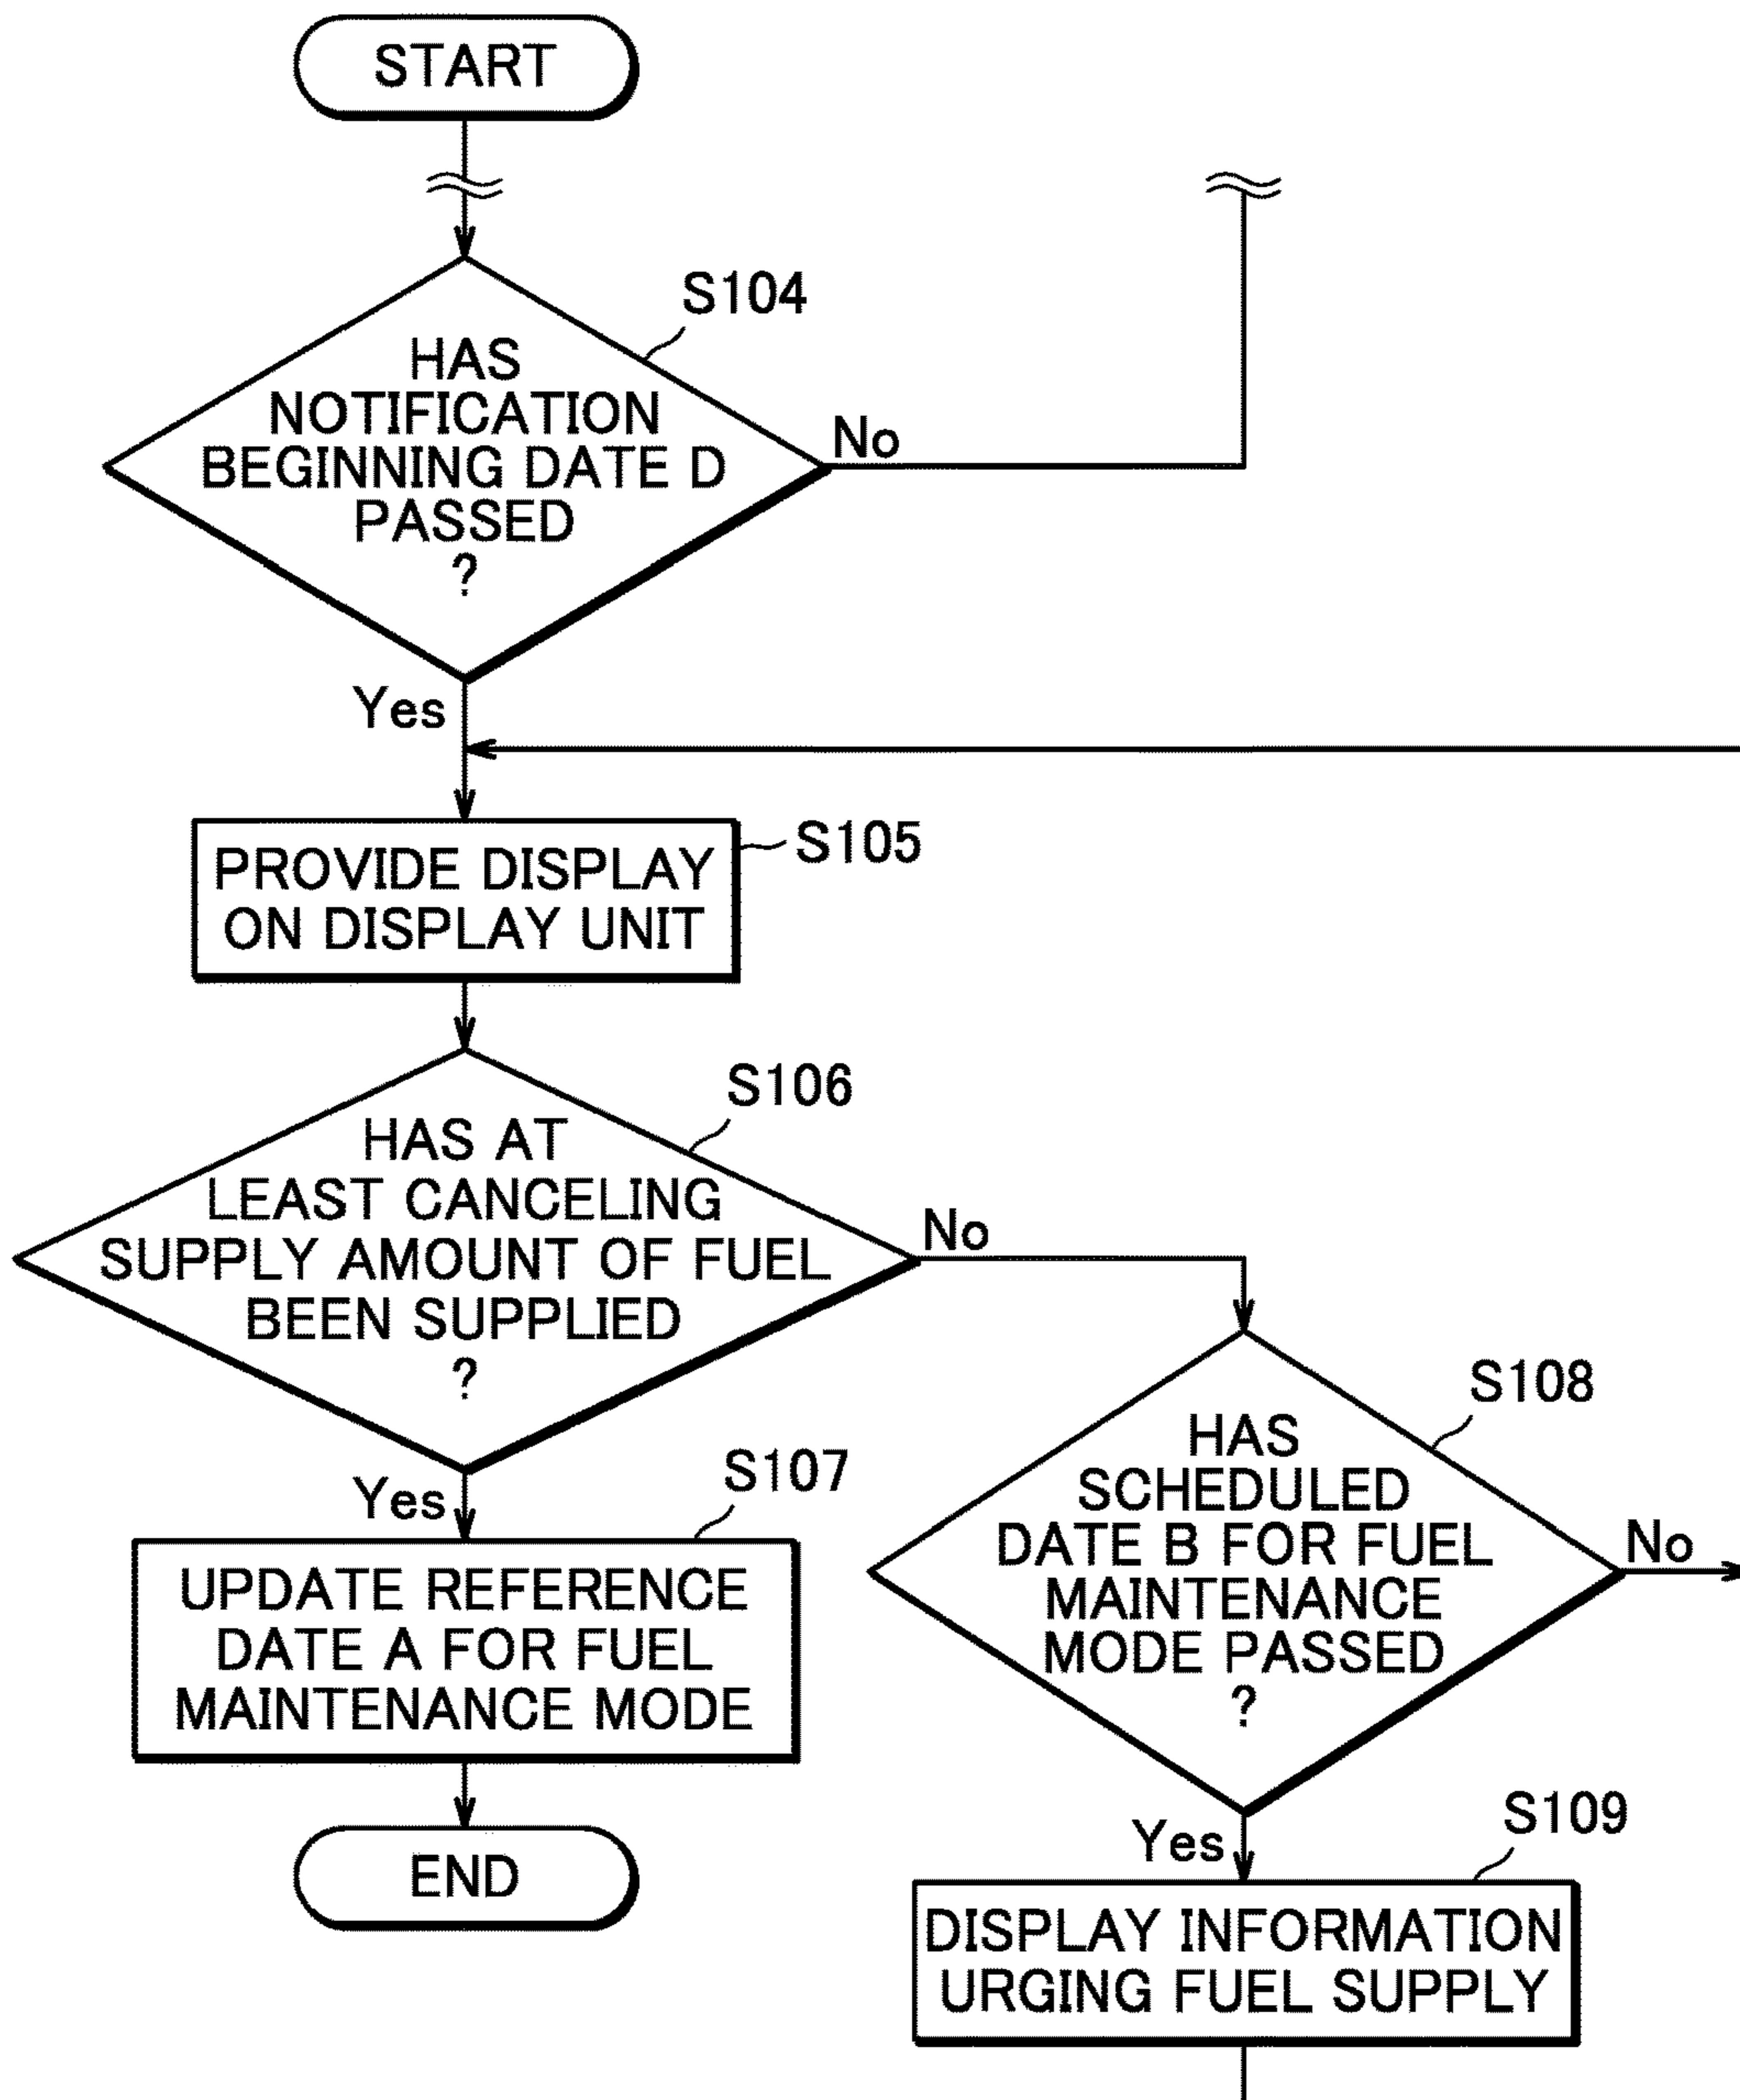 START
S104
HAS
NOTIFICATION
BEGINNING DATE D
PASSED
?
No
Yes
S105
PROVIDE DISPLAY
ON DISPLAY UNIT
S106
HAS AT
LEAST CANCELING
SUPPLY AMOUNT OF FUEL
BEEN SUPPLIED
?
No
Yes
S107
UPDATE REFERENCE
DATE A FOR FUEL
MAINTENANCE MODE
END
S108
HAS
SCHEDULED
DATE B FOR FUEL
MAINTENANCE
MODE PASSED
?
No
Yes
S109
DISPLAY INFORMATION
URGING FUEL SUPPLY